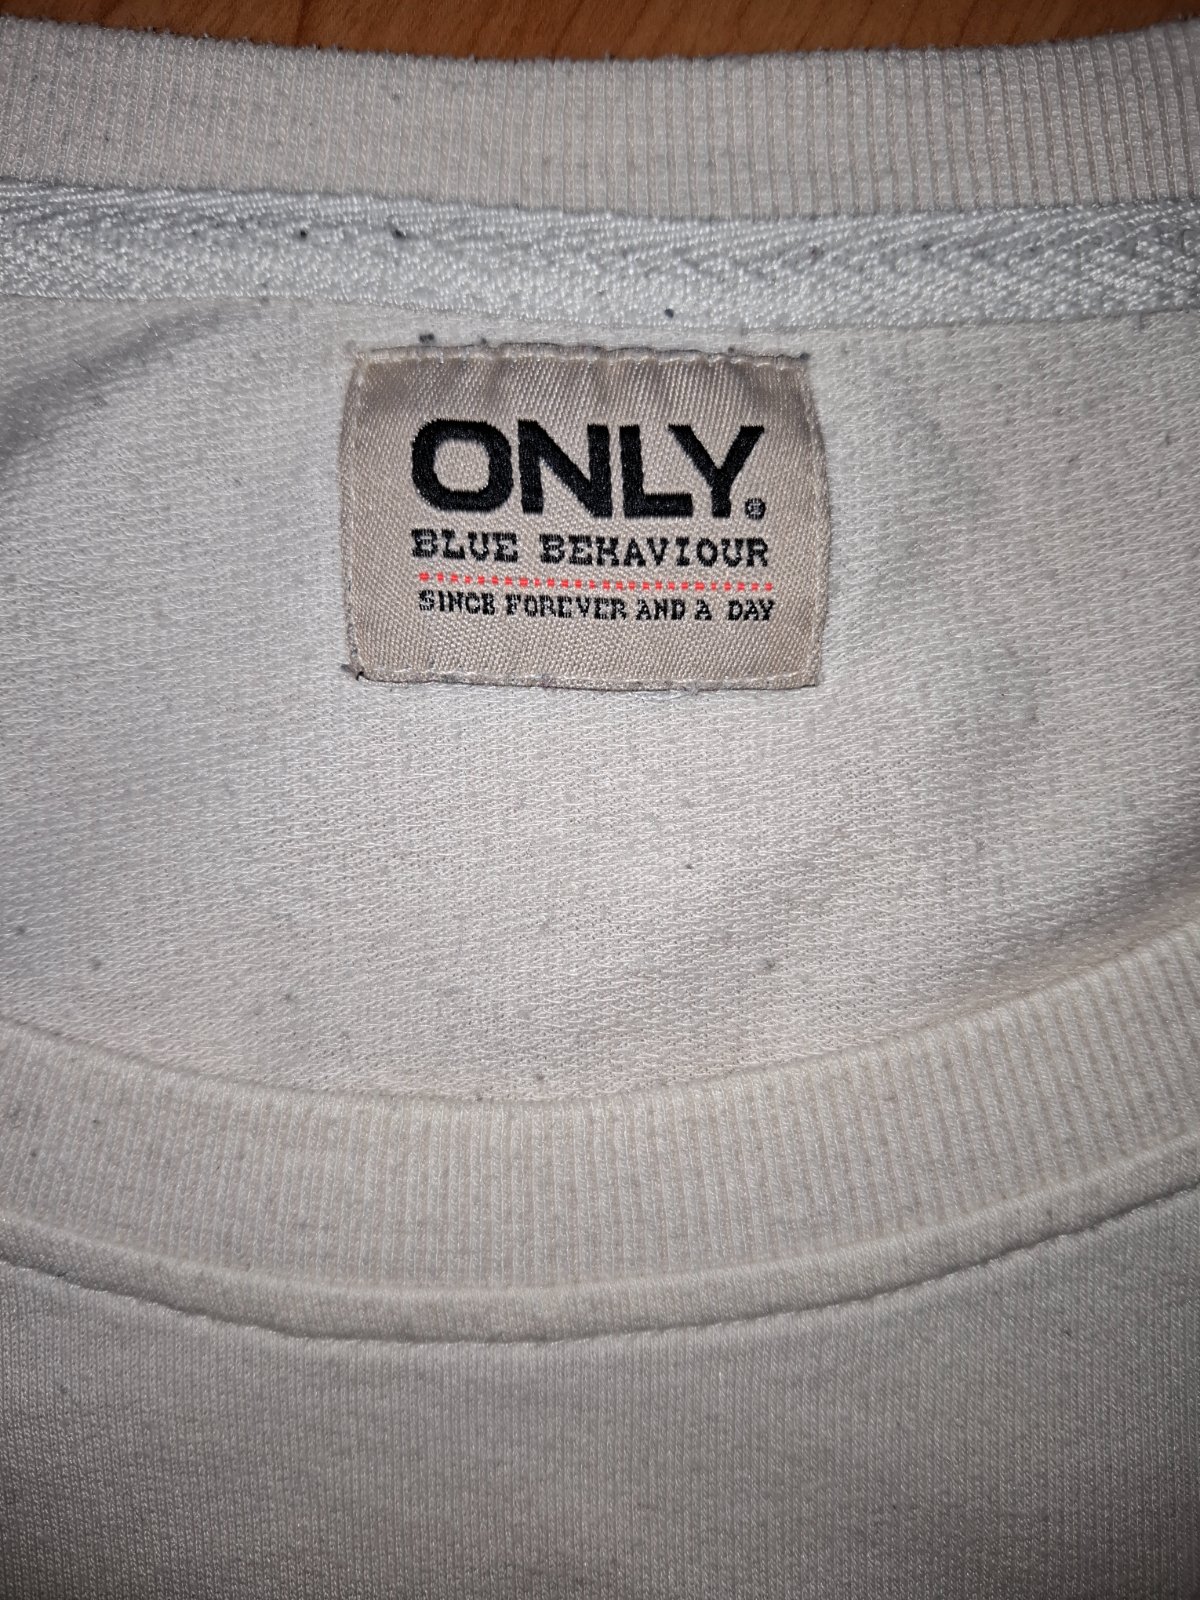 ONLY®
BLUE BEHAVIOUR
SINCE FOREVER AND A DAY